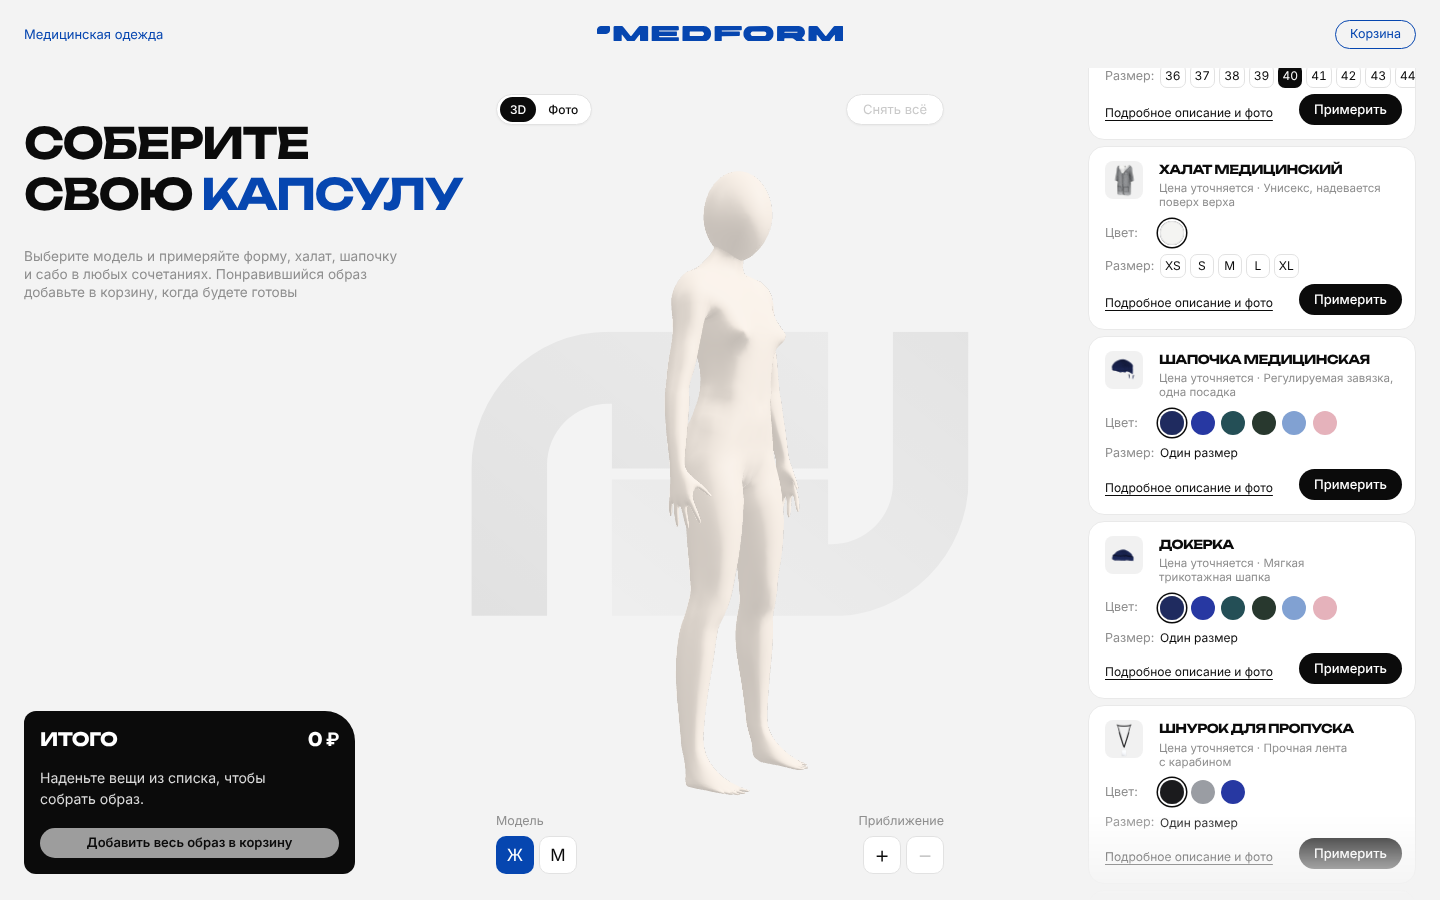 Медицинская одежда
MEDFORM
Корзина
СОБЕРИТЕ
СВОЮ КАПСУЛУ
Выберите модель и примеряйте форму, халат, шапочку
и сабо в любых сочетаниях. Понравившийся образ
добавьте в корзину, когда будете готовы
ИТОГО 0 ₽
Наденьте вещи из списка, чтобы
собрать образ.
Добавить весь образ в корзину
3D Фото
Снять всё
Модель
Ж М
Приближение
+ −
Размер: 36 37 38 39 40 41 42 43 44
Подробное описание и фото Примерить
ХАЛАТ МЕДИЦИНСКИЙ
Цена уточняется · Унисекс, надевается
поверх верха
Цвет:
Размер: XS S M L XL
Подробное описание и фото Примерить
ШАПОЧКА МЕДИЦИНСКАЯ
Цена уточняется · Регулируемая завязка,
одна посадка
Цвет:
Размер: Один размер
Подробное описание и фото Примерить
ДОКЕРКА
Цена уточняется · Мягкая
трикотажная шапка
Цвет:
Размер: Один размер
Подробное описание и фото Примерить
ШНУРОК ДЛЯ ПРОПУСКА
Цена уточняется · Прочная лента
с карабином
Цвет:
Размер: Один размер
Подробное описание и фото Примерить